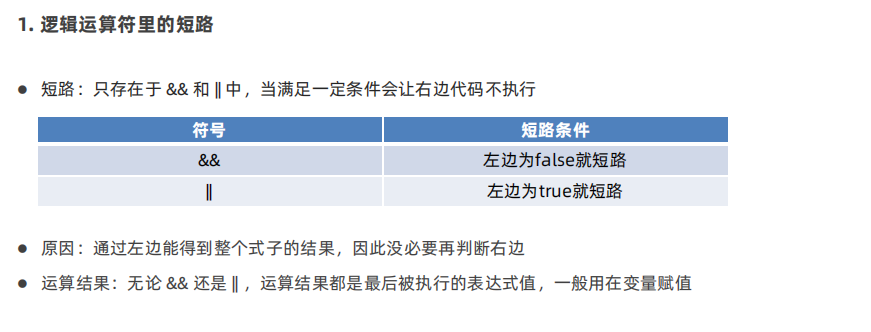 1. 逻辑运算符里的短路
● 短路：只存在于 && 和 || 中，当满足一定条件会让右边代码不执行
符号 短路条件
&& 左边为false就短路
|| 左边为true就短路
● 原因：通过左边能得到整个式子的结果，因此没必要再判断右边
● 运算结果：无论 && 还是 || ，运算结果都是最后被执行的表达式值，一般用在变量赋值